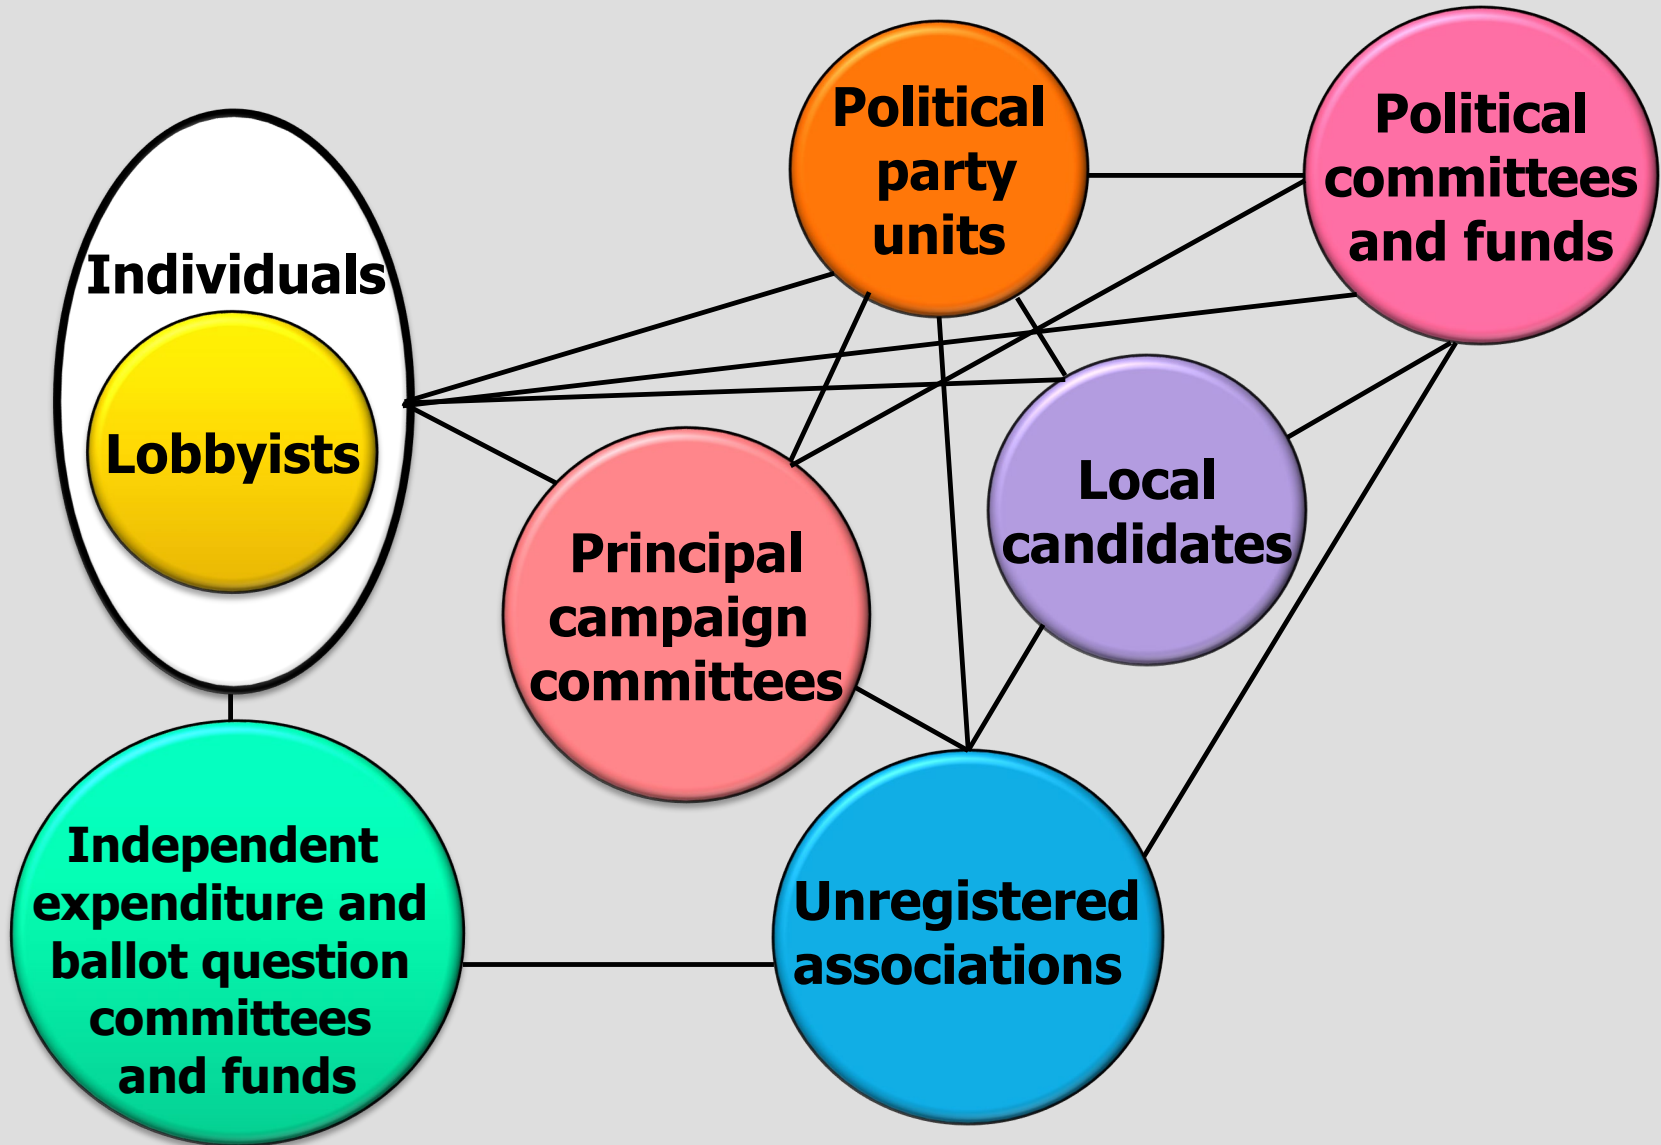 Political
party
units
Political
committees
and funds
Individuals
Lobbyists
Local
candidates
Principal
campaign
committees
Independent
expenditure and
ballot question
committees
and funds
Unregistered
associations